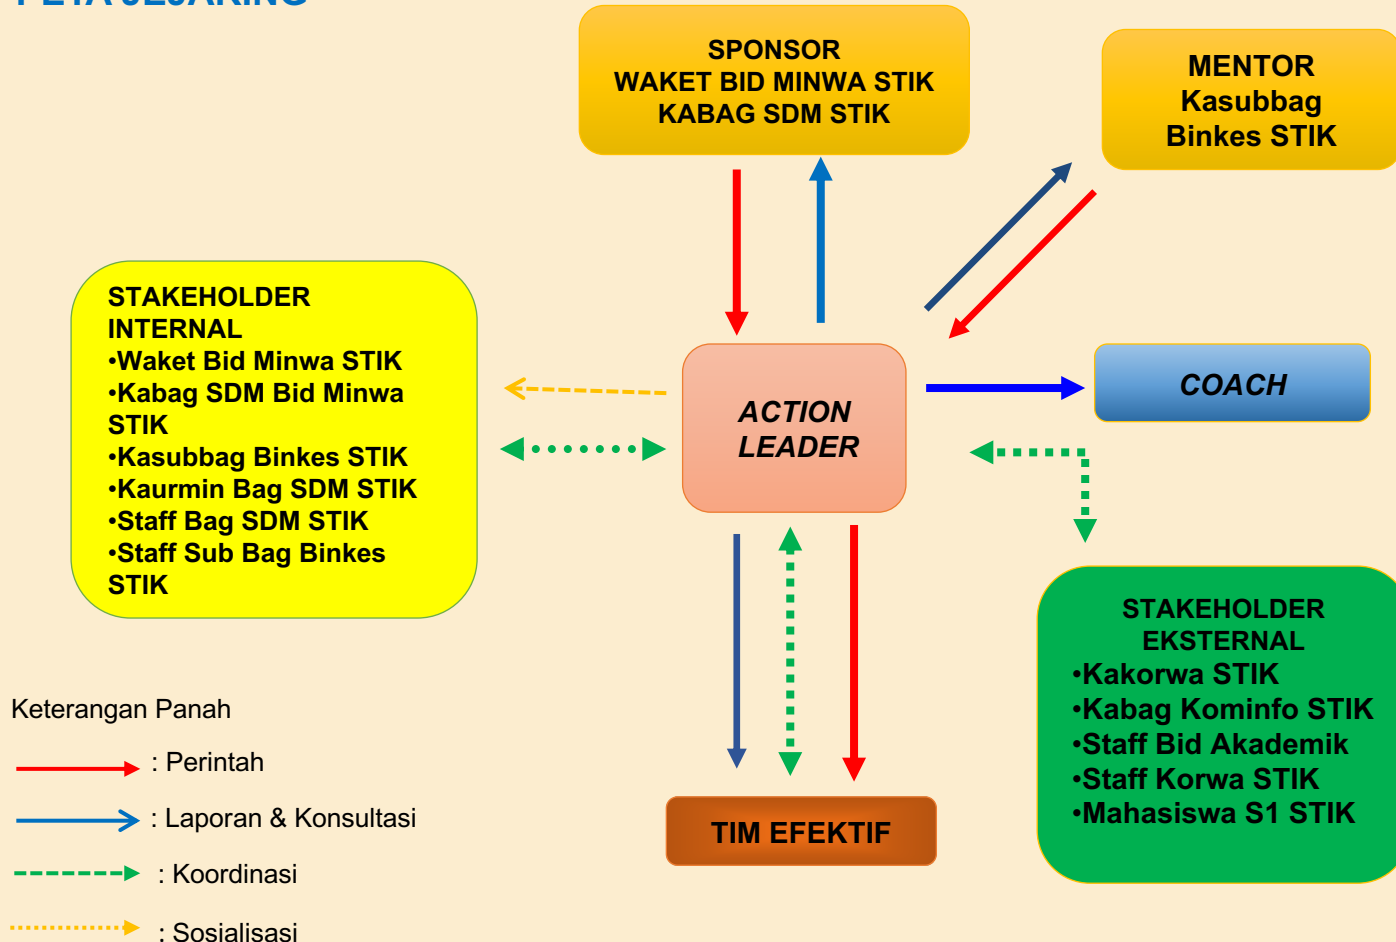 PETA JEJARING
SPONSOR
WAKET BID MINWA STIK
KABAG SDM STIK
MENTOR
Kasubbag
Binkes STIK
STAKEHOLDER
INTERNAL
•Waket Bid Minwa STIK
•Kabag SDM Bid Minwa
STIK
•Kasubbag Binkes STIK
•Kaurmin Bag SDM STIK
•Staff Bag SDM STIK
•Staff Sub Bag Binkes
STIK
ACTION
LEADER
COACH
STAKEHOLDER
EKSTERNAL
•Kakorwa STIK
•Kabag Kominfo STIK
•Staff Bid Akademik
•Staff Korwa STIK
•Mahasiswa S1 STIK
TIM EFEKTIF
Keterangan Panah
: Perintah
: Laporan & Konsultasi
: Koordinasi
: Sosialisasi